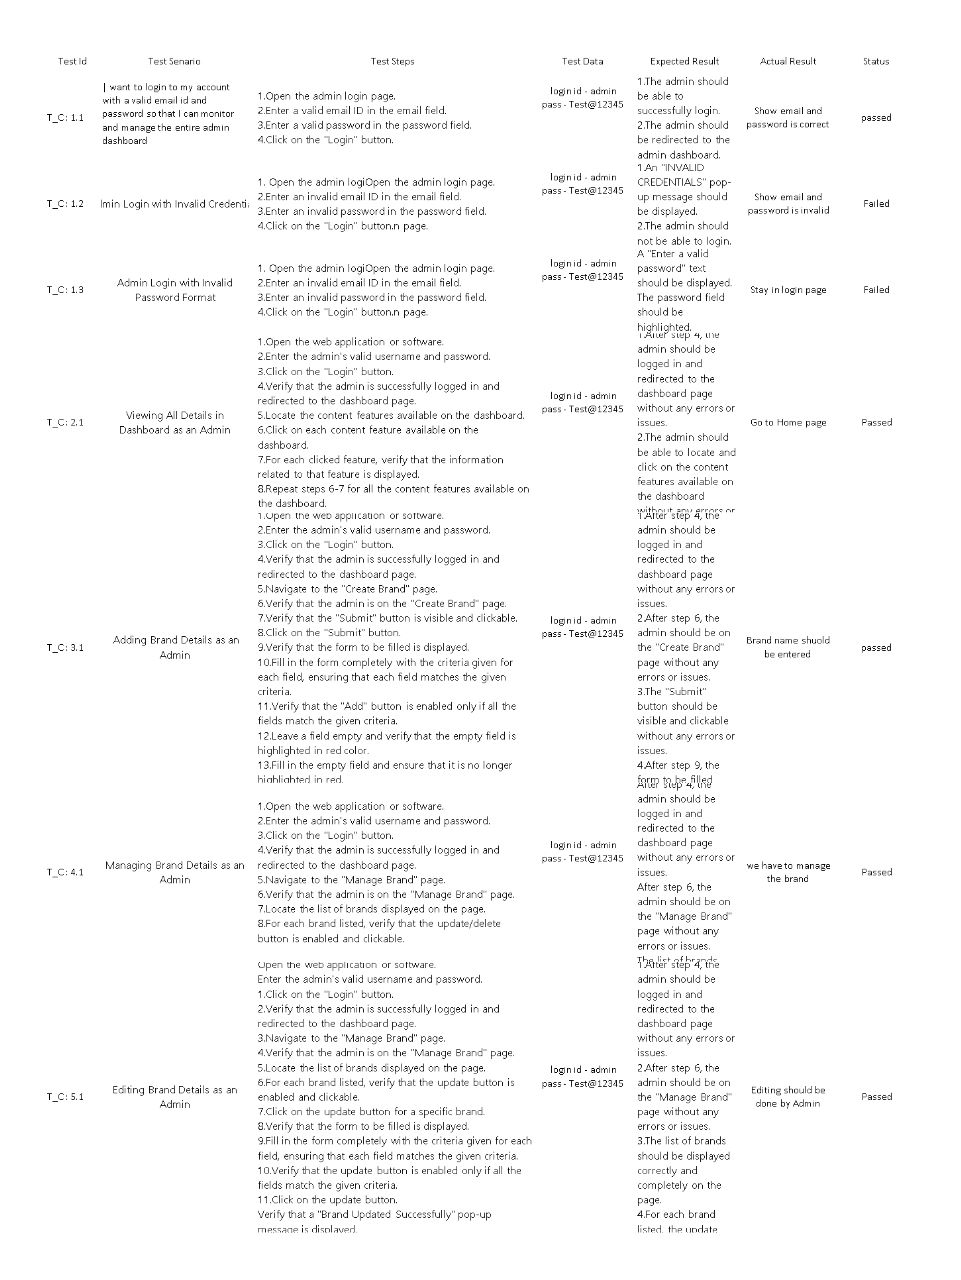 Test Id Test Senario Test Steps Test Data Expected Result Actual Result Status
T_C: 1.1
I want to login to my account
with a valid email id and
password so that I can monitor
and manage the entire admin
dashboard
1.Open the admin login page.
2.Enter a valid email ID in the email field.
3.Enter a valid password in the password field.
4.Click on the "Login" button.
login id - admin
pass - Test@12345
1.The admin should
be able to
successfully login.
2.The admin should
be redirected to the
admin dashboard.
Show email and
password is correct
passed
T_C: 1.2
lmin Login with Invalid Credenti
1. Open the admin logiOpen the admin login page.
2.Enter an invalid email ID in the email field.
3.Enter an invalid password in the password field.
4.Click on the "Login" button.n page.
login id - admin
pass - Test@12345
1.An "INVALID
CREDENTIALS" pop-
up message should
be displayed.
2.The admin should
not be able to login.
Show email and
password is invalid
Failed
T_C: 1.3
Admin Login with Invalid
Password Format
1. Open the admin logiOpen the admin login page.
2.Enter an invalid email ID in the email field.
3.Enter an invalid password in the password field.
4.Click on the "Login" button.n page.
login id - admin
pass - Test@12345
A "Enter a valid
password" text
should be displayed.
The password field
should be
highlighted.
Stay in login page
Failed
T_C: 2.1
Viewing All Details in
Dashboard as an Admin
1.Open the web application or software.
2.Enter the admin's valid username and password.
3.Click on the "Login" button.
4.Verify that the admin is successfully logged in and
redirected to the dashboard page.
5.Locate the content features available on the dashboard.
6.Click on each content feature available on the
dashboard.
7.For each clicked feature, verify that the information
related to that feature is displayed.
8.Repeat steps 6-7 for all the content features available on
the dashboard.
login id - admin
pass - Test@12345
1.After step 4, the
admin should be
logged in and
redirected to the
dashboard page
without any errors or
issues.
2.The admin should
be able to locate and
click on the content
features available on
the dashboard
without any errors or
Go to Home page
Passed
T_C: 3.1
Adding Brand Details as an
Admin
1.Open the web application or software.
2.Enter the admin's valid username and password.
3.Click on the "Login" button.
4.Verify that the admin is successfully logged in and
redirected to the dashboard page.
5.Navigate to the "Create Brand" page.
6.Verify that the admin is on the "Create Brand" page.
7.Verify that the "Submit" button is visible and clickable.
8.Click on the "Submit" button.
9.Verify that the form to be filled is displayed.
10.Fill in the form completely with the criteria given for
each field, ensuring that each field matches the given
criteria.
11.Verify that the "Add" button is enabled only if all the
fields match the given criteria.
12.Leave a field empty and verify that the empty field is
highlighted in red color.
13.Fill in the empty field and ensure that it is no longer
highlighted in red.
login id - admin
pass - Test@12345
1.After step 4, the
admin should be
logged in and
redirected to the
dashboard page
without any errors or
issues.
2.After step 6, the
admin should be on
the "Create Brand"
page without any
errors or issues.
3.The "Submit"
button should be
visible and clickable
without any errors or
issues.
4.After step 9, the
form to be filled
Brand name shuold
be entered
passed
T_C: 4.1
Managing Brand Details as an
Admin
1.Open the web application or software.
2.Enter the admin's valid username and password.
3.Click on the "Login" button.
4.Verify that the admin is successfully logged in and
redirected to the dashboard page.
5.Navigate to the "Manage Brand" page.
6.Verify that the admin is on the "Manage Brand" page.
7.Locate the list of brands displayed on the page.
8.For each brand listed, verify that the update/delete
button is enabled and clickable.
login id - admin
pass - Test@12345
After step 4, the
admin should be
logged in and
redirected to the
dashboard page
without any errors or
issues.
After step 6, the
admin should be on
the "Manage Brand"
page without any
errors or issues.
The list of brands
we have to manage
the brand
Passed
T_C: 5.1
Editing Brand Details as an
Admin
Open the web application or software.
Enter the admin's valid username and password.
1.Click on the "Login" button.
2.Verify that the admin is successfully logged in and
redirected to the dashboard page.
3.Navigate to the "Manage Brand" page.
4.Verify that the admin is on the "Manage Brand" page.
5.Locate the list of brands displayed on the page.
6.For each brand listed, verify that the update button is
enabled and clickable.
7.Click on the update button for a specific brand.
8.Verify that the form to be filled is displayed.
9.Fill in the form completely with the criteria given for each
field, ensuring that each field matches the given criteria.
10.Verify that the update button is enabled only if all the
fields match the given criteria.
11.Click on the update button.
Verify that a "Brand Updated Successfully" pop-up
message is displayed.
login id - admin
pass - Test@12345
1.After step 4, the
admin should be
logged in and
redirected to the
dashboard page
without any errors or
issues.
2.After step 6, the
admin should be on
the "Manage Brand"
page without any
errors or issues.
3.The list of brands
should be displayed
correctly and
completely on the
page.
4.For each brand
listed, the update
Editing should be
done by Admin
Passed